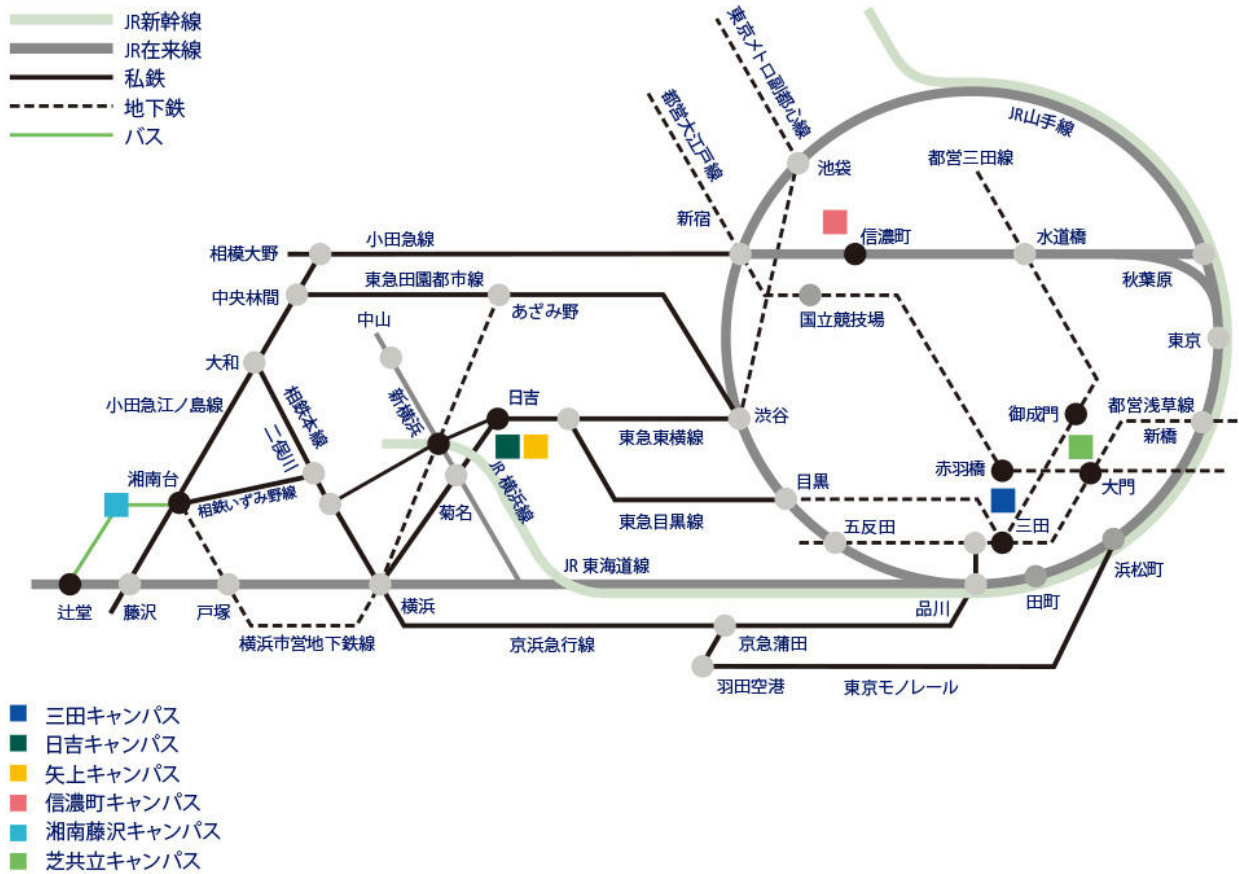 JR新幹線
JR在来線
私鉄
地下鉄
バス
東京メトロ副都心線
都営大江戸線
JR山手線
池袋
都営三田線
新宿
信濃町
水道橋
相模大野
小田急線
秋葉原
東急田園都市線
中央林間
あざみ野
国立競技場
中山
東京
大和
新横浜
日吉
小田急江ノ島線
相鉄本線
二俣川
渋谷
御成門
都営浅草線
新橋
東急東横線
湘南台
相鉄いずみ野線
JR 横浜線
菊名
目黒
赤羽橋
大門
東急目黒線
五反田
三田
JR 東海道線
浜松町
辻堂
藤沢
戸塚
横浜
品川
田町
横浜市営地下鉄線
京浜急行線
京急蒲田
羽田空港
東京モノレール
三田キャンパス
日吉キャンパス
矢上キャンパス
信濃町キャンパス
湘南藤沢キャンパス
芝共立キャンパス